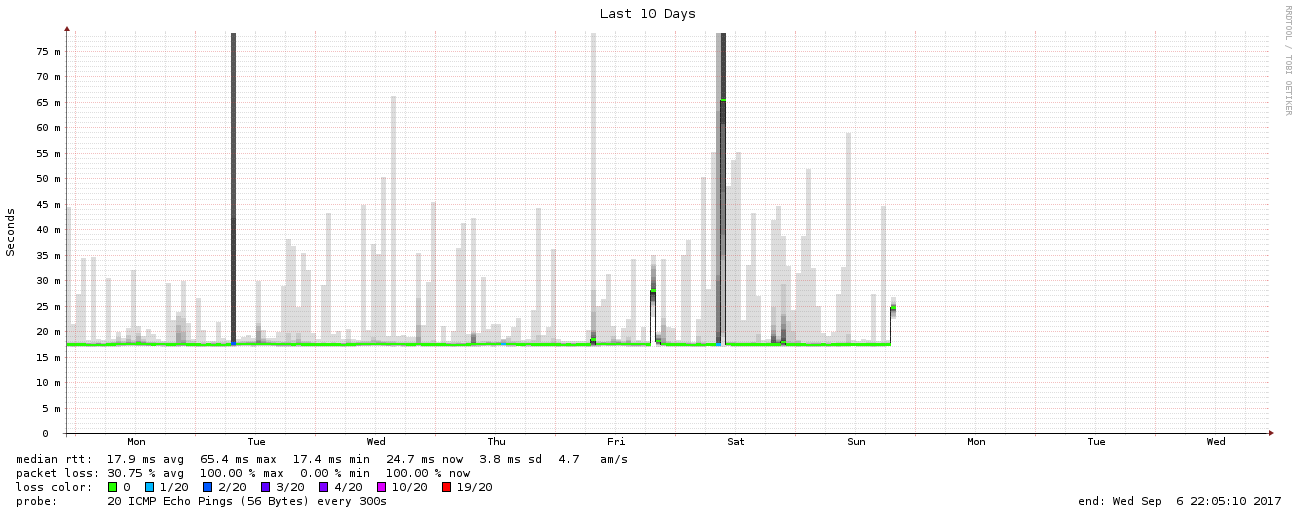 Last 10 Days
RRDTOOL / TOBI OETIKER
Seconds
75 m
70 m
65 m
60 m
55 m
50 m
45 m
40 m
35 m
30 m
25 m
20 m
15 m
10 m
5 m
0
Mon Tue Wed Thu Fri Sat Sun Mon Tue Wed
median rtt: 17.9 ms avg 65.4 ms max 17.4 ms min 24.7 ms now 3.8 ms sd 4.7 am/s
packet loss: 30.75 % avg 100.00 % max 0.00 % min 100.00 % now
loss color: 0 1/20 2/20 3/20 4/20 10/20 19/20
probe: 20 ICMP Echo Pings (56 Bytes) every 300s end: Wed Sep 6 22:05:10 2017